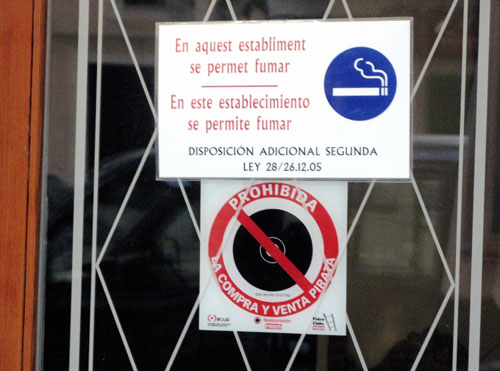 En aquest establiment
se permet fumar
En este establecimiento
se permite fumar
DISPOSICIÓN ADICIONAL SEGUNDA
LEY 28/26.12.05
PROHIBIDA
LA COMPRA Y VENTA PIRATA